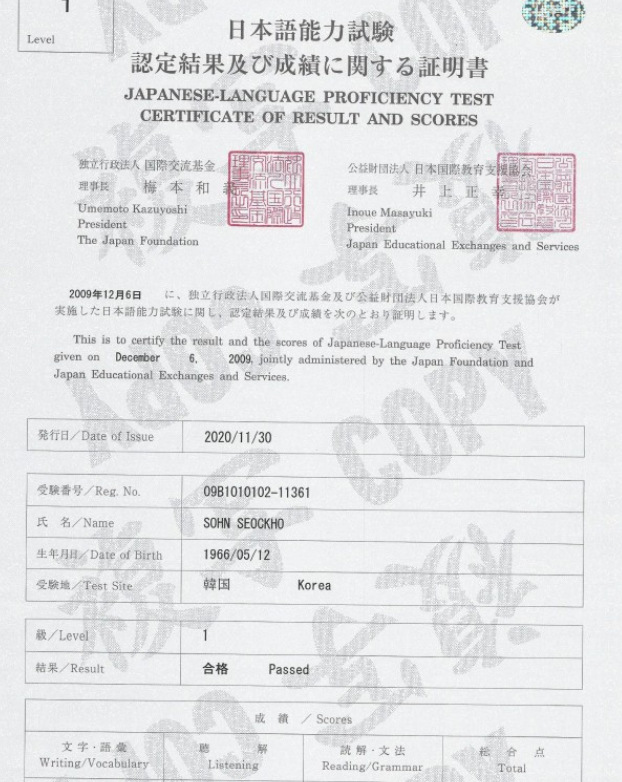 1
Level
日本語能力試験
認定結果及び成績に関する証明書
JAPANESE-LANGUAGE PROFICIENCY TEST
CERTIFICATE OF RESULT AND SCORES
独立行政法人 国際交流基金
理事長 梅本和義
Umemoto Kazuyoshi
President
The Japan Foundation
公益財団法人 日本国際教育支援協会
理事長 井上正幸
Inoue Masayuki
President
Japan Educational Exchanges and Services
2009年12月6日 に、独立行政法人国際交流基金及び公益財団法人日本国際教育支援協会が
実施した日本語能力試験に関し、認定結果及び成績を次のとおり証明します。
This is to certify the result and the scores of Japanese-Language Proficiency Test
given on December 6, 2009, jointly administered by the Japan Foundation and
Japan Educational Exchanges and Services.
発行日/Date of Issue 2020/11/30
受験番号/Reg. No. 09B1010102-11361
氏 名/Name SOHN SEOCKHO
生年月日/Date of Birth 1966/05/12
受験地/Test Site 韓国 Korea
級/Level 1
結果/Result 合格 Passed
成 績 / Scores
文字・語彙 聴 解 読解・文法 総 合 点
Writing/Vocabulary Listening Reading/Grammar Total
複写 COPY